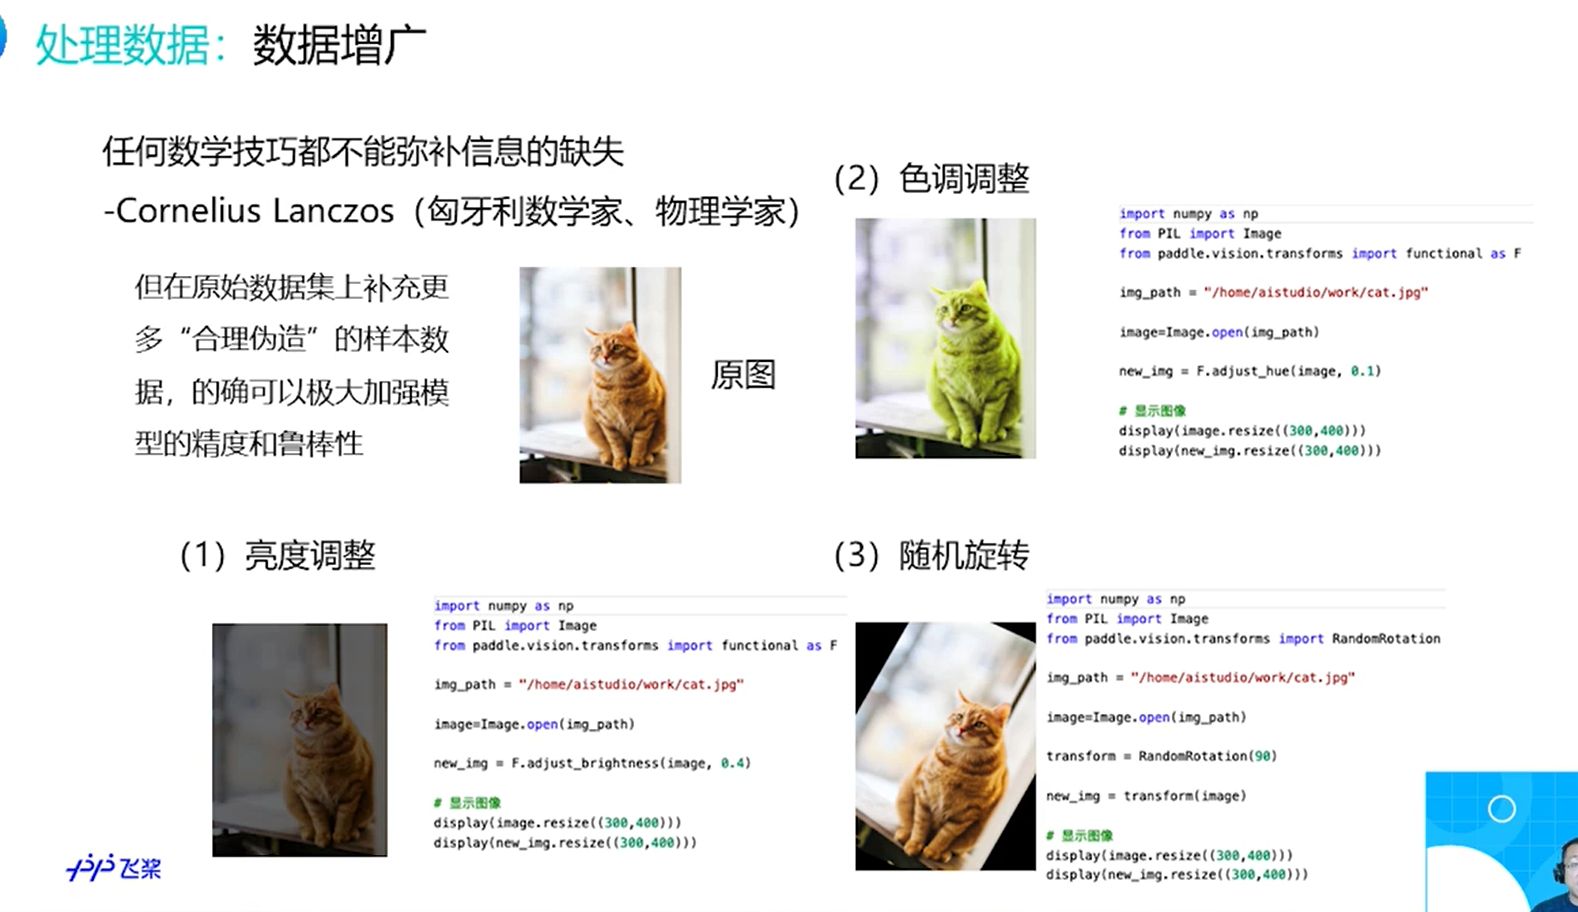 处理数据：数据增广
任何数学技巧都不能弥补信息的缺失
-Cornelius Lanczos（匈牙利数学家、物理学家）
但在原始数据集上补充更
多“合理伪造”的样本数
据，的确可以极大加强模
型的精度和鲁棒性
原图
（1）亮度调整
import numpy as np
from PIL import Image
from paddle.vision.transforms import functional as F
img_path = "/home/aistudio/work/cat.jpg"
image=Image.open(img_path)
new_img = F.adjust_brightness(image, 0.4)
# 显示图像
display(image.resize((300,400)))
display(new_img.resize((300,400)))
（2）色调调整
import numpy as np
from PIL import Image
from paddle.vision.transforms import functional as F
img_path = "/home/aistudio/work/cat.jpg"
image=Image.open(img_path)
new_img = F.adjust_hue(image, 0.1)
# 显示图像
display(image.resize((300,400)))
display(new_img.resize((300,400)))
（3）随机旋转
import numpy as np
from PIL import Image
from paddle.vision.transforms import RandomRotation
img_path = "/home/aistudio/work/cat.jpg"
image=Image.open(img_path)
transform = RandomRotation(90)
new_img = transform(image)
# 显示图像
display(image.resize((300,400)))
display(new_img.resize((300,400)))
飞桨